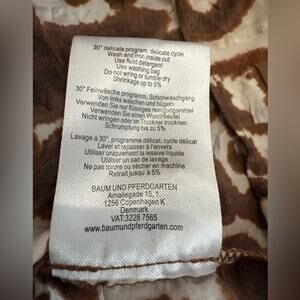 30° delicate program, delicate cycle
Wash and iron inside out
Use fluid detergent
Use washing bag
Do not wring or tumble dry
Shrinkage up to 5%
30° Feinwäsche programm, Schonwaschgang
Von links waschen und bügeln
Verwenden Sie nur flüssiges reinigungsmittel
Verwenden Sie einen Waschbeutel
Nicht wringen oder im Trockner trocknen
Schrumpfung bis zu 5%
Lavage à 30°, programme délicat, cycle délicat
Laver et repasser à l'envers
Utiliser uniquement la lessive liquide
Utiliser un sac de lavage
Ne pas tordre ou sécher en machine
Retrait jusqu'à 5%
BAUM UND PFERDGARTEN
Amaliegade 15, 1.
1256 Copenhagen K
Denmark
VAT:3228 7565
www.baumundpferdgarten.com